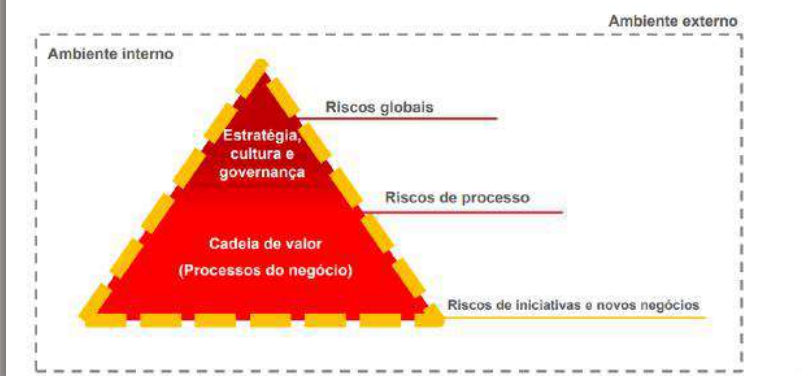 Ambiente externo
Ambiente interno
Riscos globais
Estratégia,
cultura e
governança
Riscos de processo
Cadeia de valor
(Processos do negócio)
Riscos de iniciativas e novos negócios